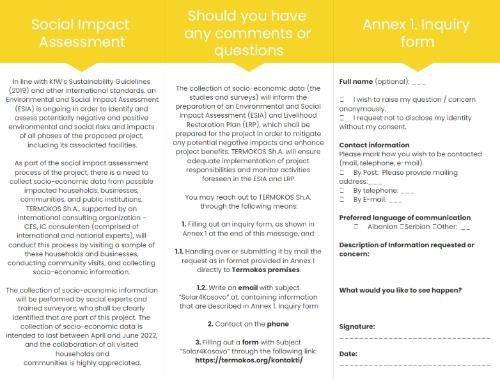 Social Impact
Assessment
In line with KfW's Sustainability Guidelines
(2019) and other international standards, an
Environmental and Social Impact Assessment
(ESIA) is ongoing in order to identify and
assess potentially negative and positive
environmental and social risks and impacts
of all phases of the proposed project,
including its associated facilities.
As part of the social impact assessment
process of the project, there is a need to
collect socio-economic data from possible
impacted households, businesses,
communities, and public institutions.
TERMOKOS Sh.A., supported by an
international consulting organization –
CES, IC consulenten (comprised of
international and national experts), will
conduct this process by visiting a sample of
these households and businesses,
conducting community visits, and collecting
socio-economic information.
The collection of socio-economic information
will be performed by social experts and
trained surveyors, who shall be clearly
identified that are part of this project. The
collection of socio-economic data is
intended to last between April and June 2022,
and the collaboration of all visited
households and
communities is highly appreciated.
Should you have
any comments or
questions
The collection of socio-economic data (the
studies and surveys) will inform the
preparation of an Environmental and Social
Impact Assessment (ESIA) and Livelihood
Restoration Plan (LRP), which shall be
prepared for the project in order to mitigate
any potential negative impacts and enhance
project benefits. TERMOKOS Sh.A. will ensure
adequate implementation of project
responsibilities and monitor activities
foreseen in the ESIA and LRP.
You may reach out to TERMOKOS Sh.A.
through the following means:
1. Filling out an inquiry form, as shown in
Annex 1 at the end of this message, and:
1.1. Handing over or submitting it by mail the
request as in format provided in Annex 1
directly to Termokos premises.
1.2. Write an email with subject
"Solar4Kosovo" at, containing information
that are described in Annex 1. Inquiry form
2. Contact on the phone
3. Filling out a form with Subject
"Solar4Kosovo" through the following link:
https://termokos.org/kontakti/
Annex 1. Inquiry
form
Full name (optional): _ _ _
□ I wish to raise my question / concern
anonymously.
□ I request not to disclose my identity
without my consent.
Contact information
Please mark how you wish to be contacted
(mail, telephone, e-mail).
□ By Post: Please provide mailing
address:_ _ _
□ By telephone: _ _ _
□ By E-mail: _ _ _
Preferred language of communication
□ Albanian □Serbian □Other: _ _
Description of Information requested or
concern:
What would you like to see happen?
Signature:
_ _ _ _ _ _ _ _ _ _ _ _ _ _ _ _ _ _ _ _ _ _ _ _
Date:
_ _ _ _ _ _ _ _ _ _ _ _ _ _ _ _ _ _ _ _ _ _ _ _